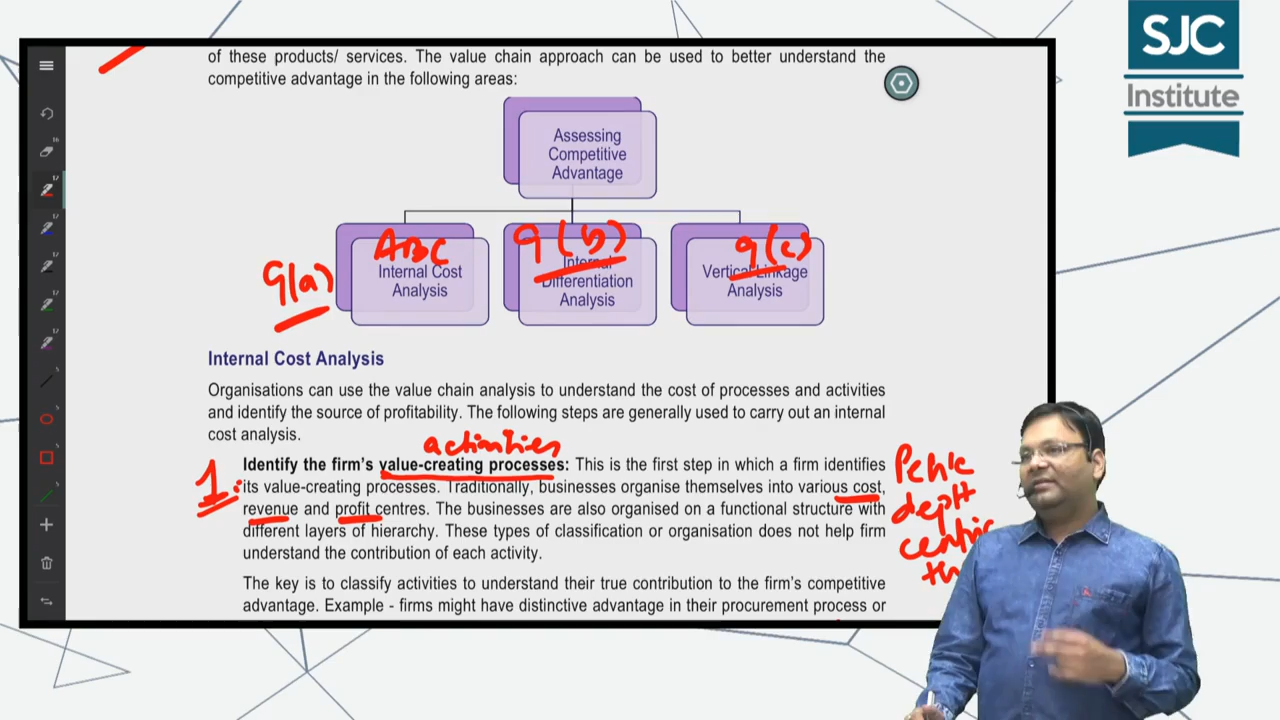 SJC
Institute
of these products/ services. The value chain approach can be used to better understand the
competitive advantage in the following areas:
Assessing
Competitive
Advantage
9(a)
ABC
Internal Cost
Analysis
9(b)
Internal
Differentiation
Analysis
9(c)
Vertical Linkage
Analysis
Internal Cost Analysis
Organisations can use the value chain analysis to understand the cost of processes and activities
and identify the source of profitability. The following steps are generally used to carry out an internal
cost analysis.
activities
1. Identify the firm's value-creating processes: This is the first step in which a firm identifies
its value-creating processes. Traditionally, businesses organise themselves into various cost,
revenue and profit centres. The businesses are also organised on a functional structure with
different layers of hierarchy. These types of classification or organisation does not help firm
understand the contribution of each activity.
Pehle
dept
centric
The key is to classify activities to understand their true contribution to the firm's competitive
advantage. Example - firms might have distinctive advantage in their procurement process or